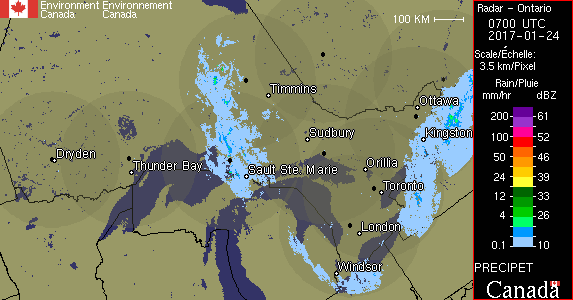 Environment Environnement
Canada Canada
100 KM
Timmins
Ottawa
Sudbury
Kingston
Dryden
Thunder Bay
Sault Ste. Marie
Orillia
Toronto
London
Windsor
Radar - Ontario
0700 UTC
2017-01-24
Scale/Échelle:
3.5 km/Pixel
Rain/Pluie
mm/hr dBZ
200 61
100 52
50 46
24 39
12 33
4 26
0.1 10
PRECIPET
Canada